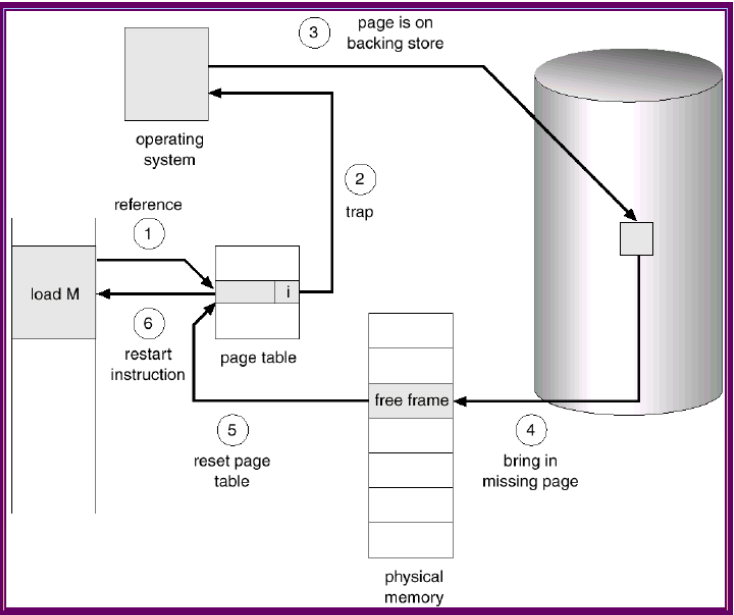 3
page is on
backing store
operating
system
2
trap
reference
1
load M
i
6
restart
instruction
page table
free frame
5
reset page
table
4
bring in
missing page
physical
memory